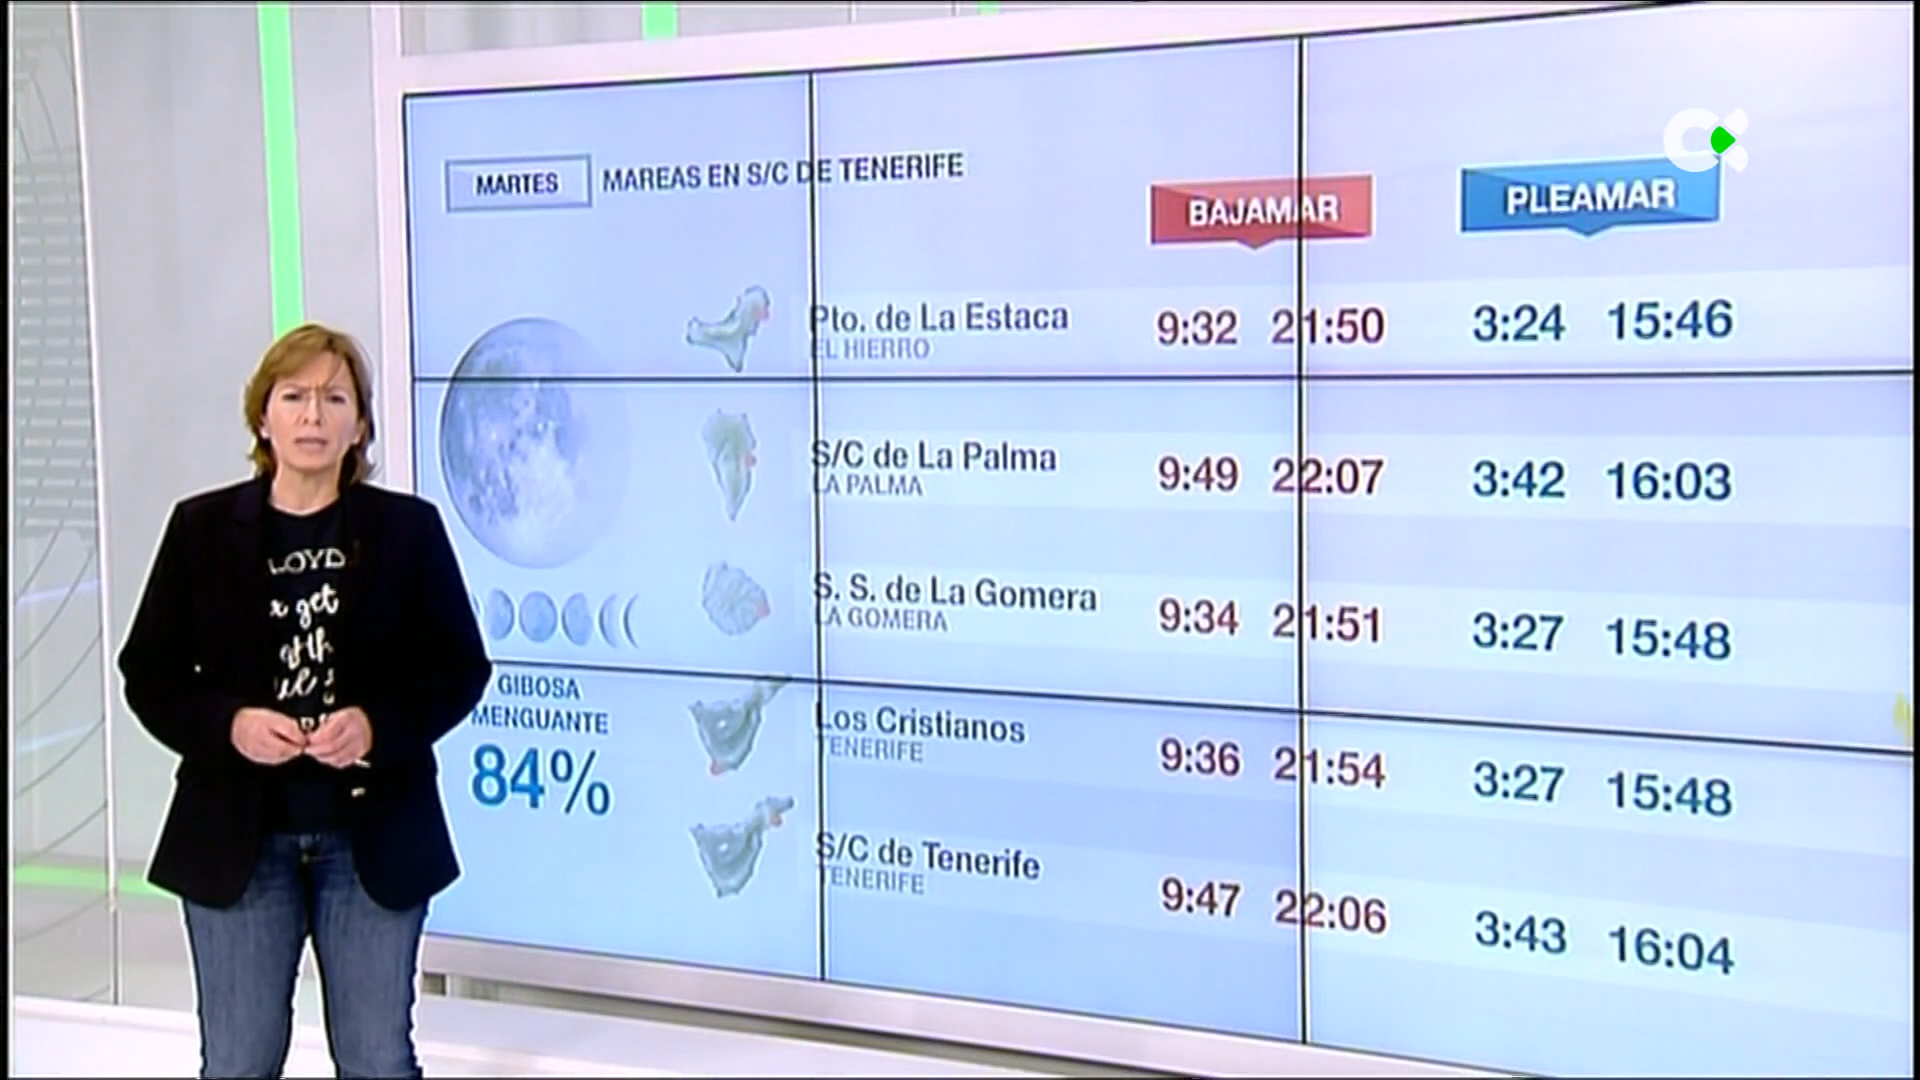 MARTES MAREAS EN S/C DE TENERIFE
BAJAMAR PLEAMAR
Pto. de La Estaca 9:32 21:50 3:24 15:46
EL HIERRO
S/C de La Palma 9:49 22:07 3:42 16:03
LA PALMA
S. S. de La Gomera 9:34 21:51 3:27 15:48
LA GOMERA
Los Cristianos 9:36 21:54 3:27 15:48
TENERIFE
S/C de Tenerife 9:47 22:06 3:43 16:04
TENERIFE
GIBOSA
MENGUANTE
84%
LOYD
get